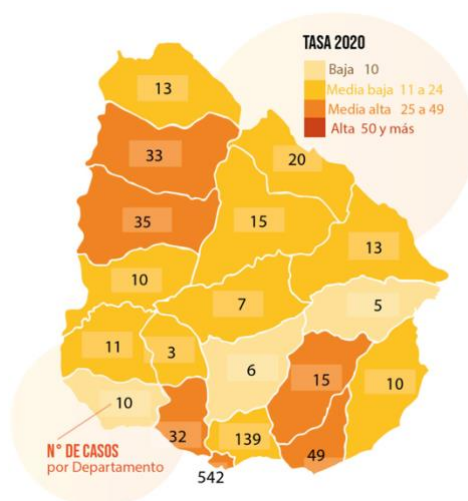 TASA 2020
Baja 10
Media baja 11 a 24
Media alta 25 a 49
Alta 50 y más
13
33
20
35
15
13
10
7
5
11
3
6
15
10
10
32
139
49
542
N° DE CASOS
por Departamento